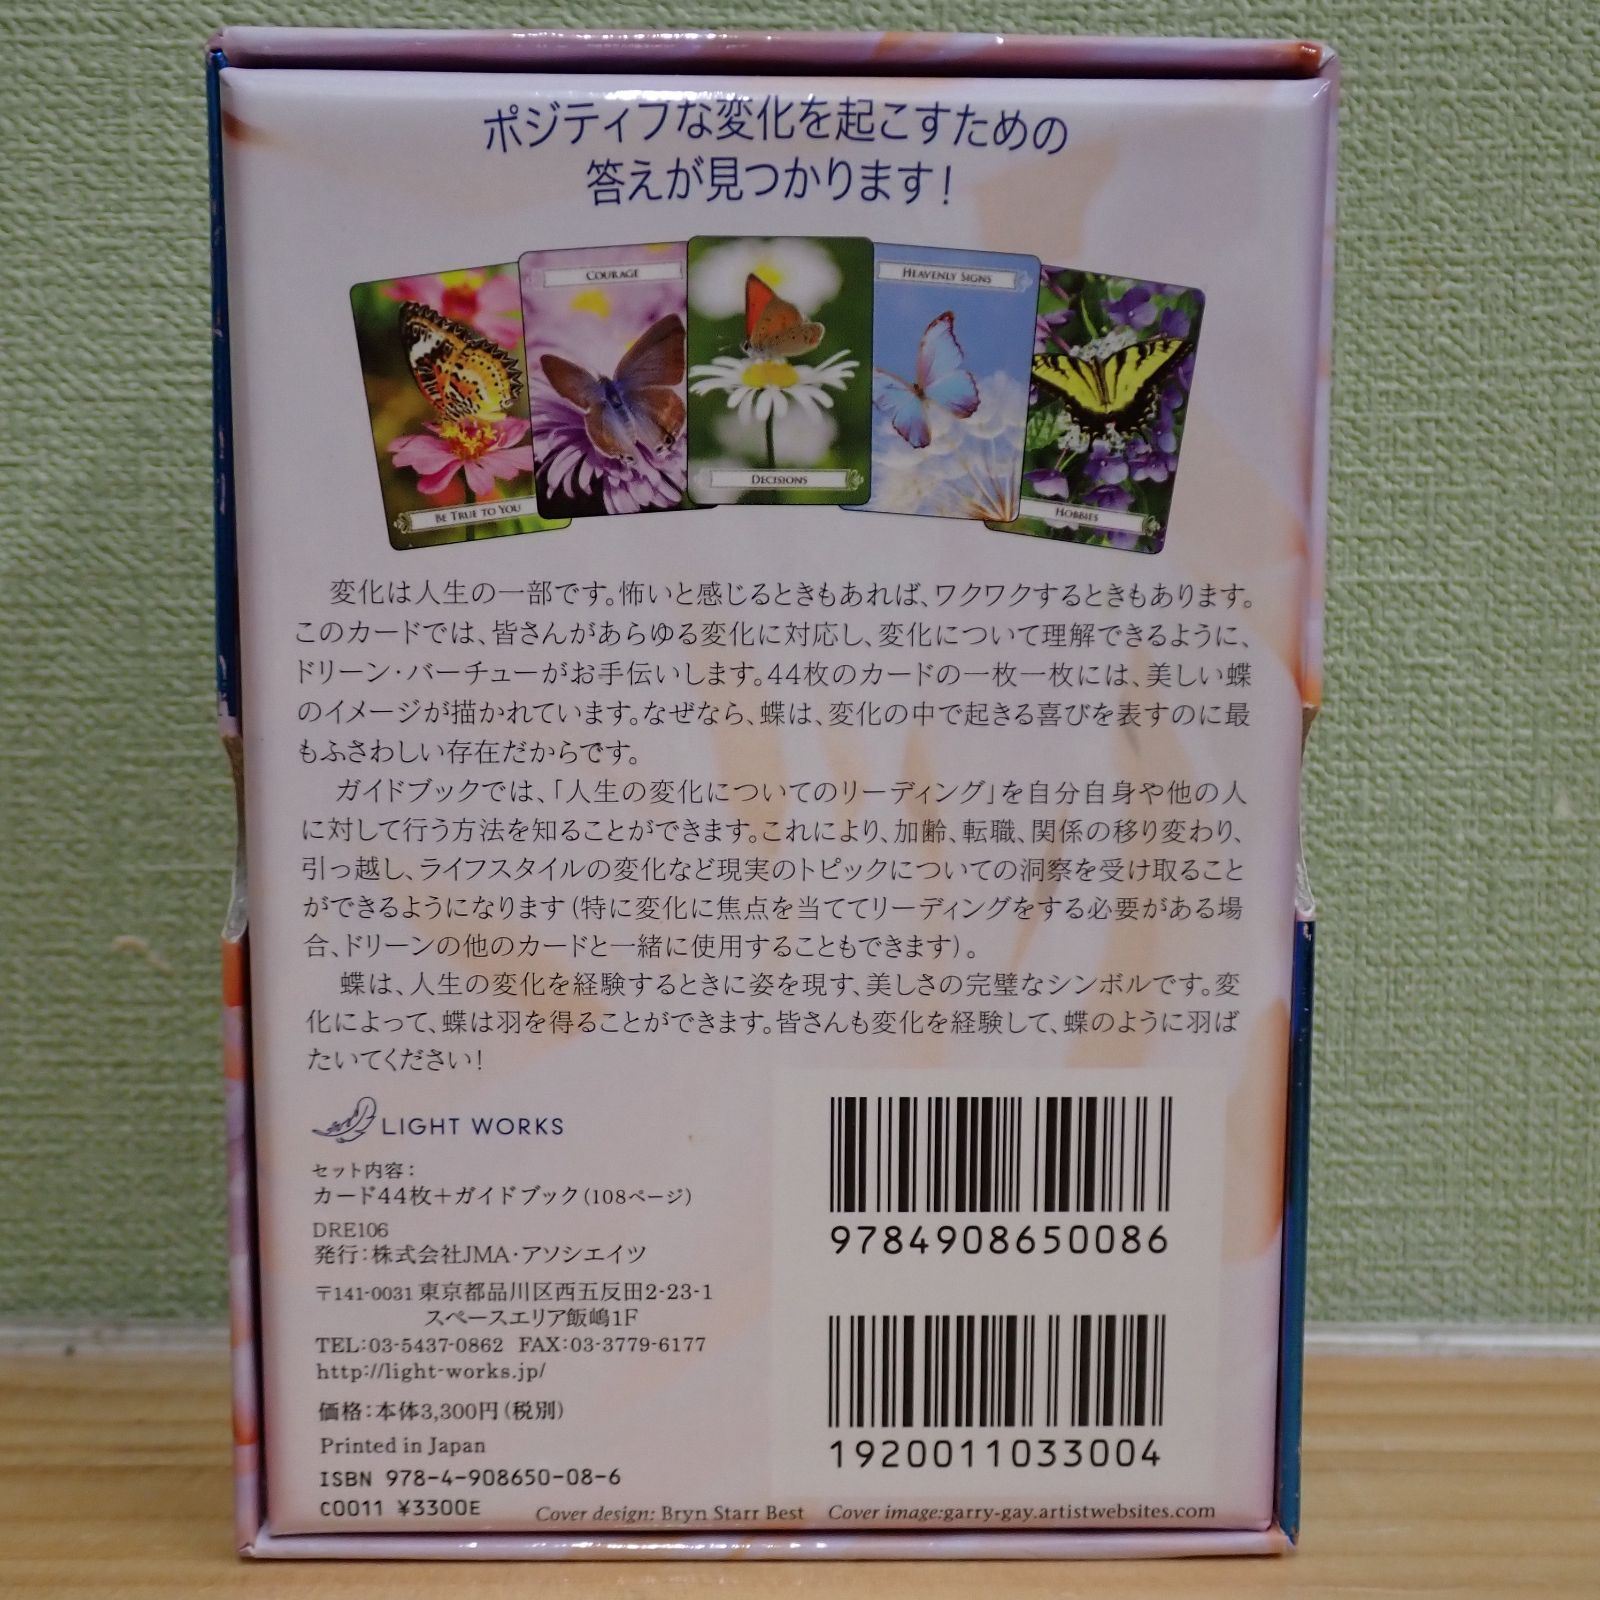 ポジティブな変化を起こすための
答えが見つかります!
BE TRUE TO YOU
COURAGE
DECISIONS
HEAVENLY SIGNS
HOBBIES
変化は人生の一部です。怖いと感じるときもあれば、ワクワクするときもあります。
このカードでは、皆さんがあらゆる変化に対応し、変化について理解できるように、
ドリーン・バーチューがお手伝いします。44枚のカードの一枚一枚には、美しい蝶
のイメージが描かれています。なぜなら、蝶は、変化の中で起きる喜びを表すのに最
もふさわしい存在だからです。
ガイドブックでは、「人生の変化についてのリーディング」を自分自身や他の人
に対して行う方法を知ることができます。これにより、加齢、転職、関係の移り変わり、
引っ越し、ライフスタイルの変化など現実のトピックについての洞察を受け取ること
ができるようになります(特に変化に焦点を当ててリーディングをする必要がある場
合、ドリーンの他のカードと一緒に使用することもできます)。
蝶は、人生の変化を経験するときに姿を現す、美しさの完璧なシンボルです。変
化によって、蝶は羽を得ることができます。皆さんも変化を経験して、蝶のように羽ば
たいてください!
LIGHT WORKS
セット内容:
カード44枚+ガイドブック(108ページ)
DRE106
発行:株式会社JMA・アソシエイツ
〒141-0031 東京都品川区西五反田2-23-1
スペースエリア飯嶋1F
TEL:03-5437-0862 FAX:03-3779-6177
http://light-works.jp/
価格:本体3,300円(税別)
Printed in Japan
ISBN 978-4-908650-08-6
C0011 ¥3300E
9784908650086
1920011033004
Cover design: Bryn Starr Best Cover image:garry-gay.artistwebsites.com